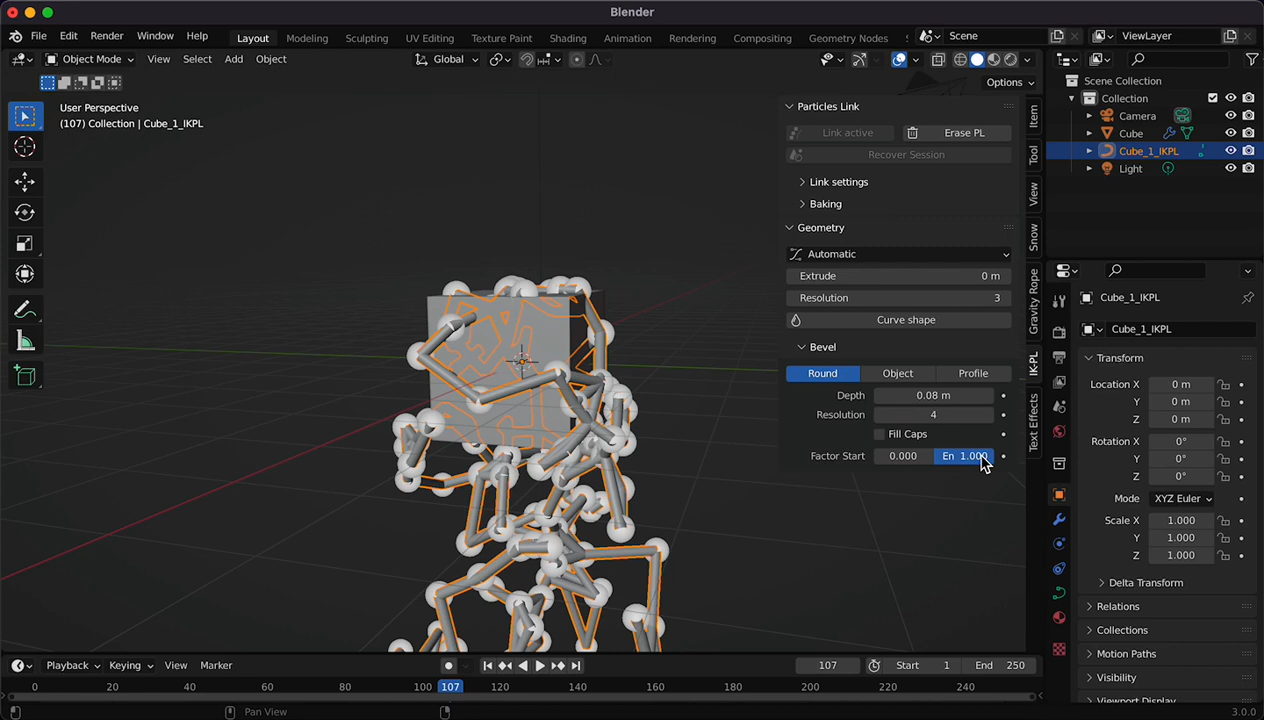 Blender
File Edit Render Window Help Layout Modeling Sculpting UV Editing Texture Paint Shading Animation Rendering Compositing Geometry Nodes Scene ViewLayer
Object Mode View Select Add Object Global
Options
User Perspective
(107) Collection | Cube_1_IKPL
Particles Link
Link active Erase PL
Recover Session
Link settings
Baking
Geometry
Automatic
Extrude 0 m
Resolution 3
Curve shape
Bevel
Round Object Profile
Depth 0.08 m
Resolution 4
Fill Caps
Factor Start 0.000 En 1.000
Item
Tool
View
Snow
Gravity Rope
IK-PL
Text Effects
Scene Collection
Collection
Camera
Cube
Cube_1_IKPL
Light
Cube_1_IKPL
Cube_1_IKPL
Transform
Location X 0 m
Y 0 m
Z 0 m
Rotation X 0°
Y 0°
Z 0°
Mode XYZ Euler
Scale X 1.000
Y 1.000
Z 1.000
Delta Transform
Relations
Collections
Motion Paths
Visibility
Viewport Display
Playback Keying View Marker 107 Start 1 End 250
0 20 40 60 80 100 107 120 140 160 180 200 220 240
Pan View 3.0.0